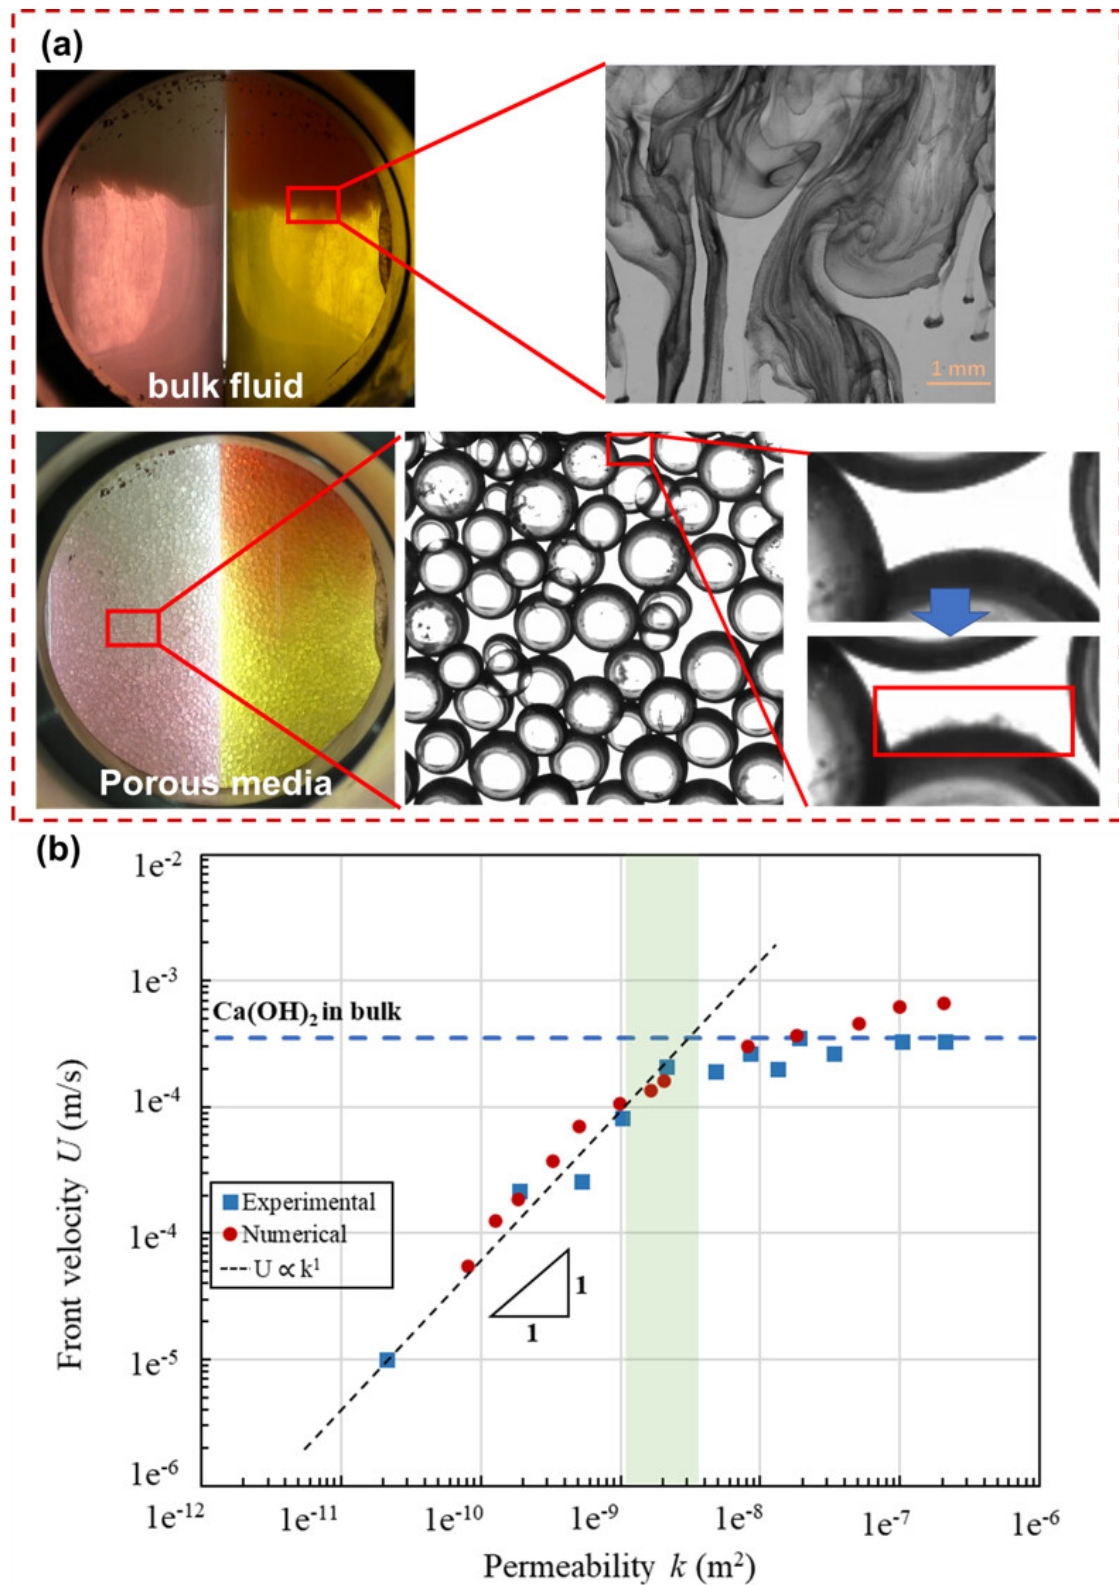 (a)
bulk fluid
1 mm
Porous media
(b)
1e-2
1e-3
1e-4
1e-4
1e-5
1e-6
Front velocity U (m/s)
Ca(OH)2 in bulk
Experimental
Numerical
U ∝ k¹
1
1
1e-12
1e-11
1e-10
1e-9
1e-8
1e-7
1e-6
Permeability k (m²)